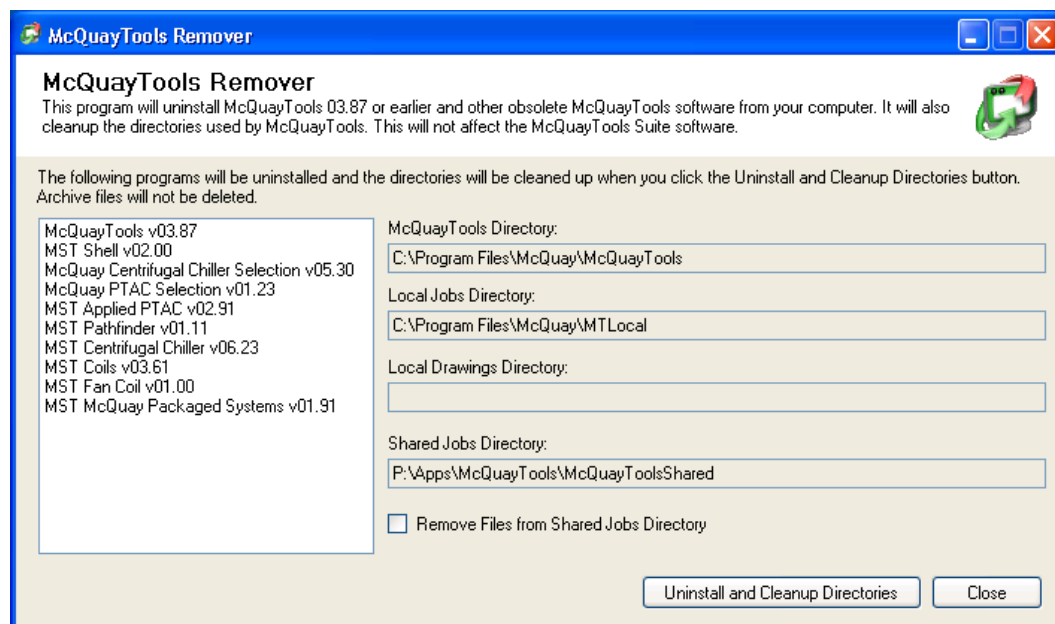 McQuayTools Remover
McQuayTools Remover
This program will uninstall McQuayTools 03.87 or earlier and other obsolete McQuayTools software from your computer. It will also
cleanup the directories used by McQuayTools. This will not affect the McQuayTools Suite software.
The following programs will be uninstalled and the directories will be cleaned up when you click the Uninstall and Cleanup Directories button.
Archive files will not be deleted.
McQuayTools v03.87
MST Shell v02.00
McQuay Centrifugal Chiller Selection v05.30
McQuay PTAC Selection v01.23
MST Applied PTAC v02.91
MST Pathfinder v01.11
MST Centrifugal Chiller v06.23
MST Coils v03.61
MST Fan Coil v01.00
MST McQuay Packaged Systems v01.91
McQuayTools Directory:
C:\Program Files\McQuay\McQuayTools
Local Jobs Directory:
C:\Program Files\McQuay\MTLocal
Local Drawings Directory:
Shared Jobs Directory:
P:\Apps\McQuayTools\McQuayToolsShared
Remove Files from Shared Jobs Directory
Uninstall and Cleanup Directories
Close